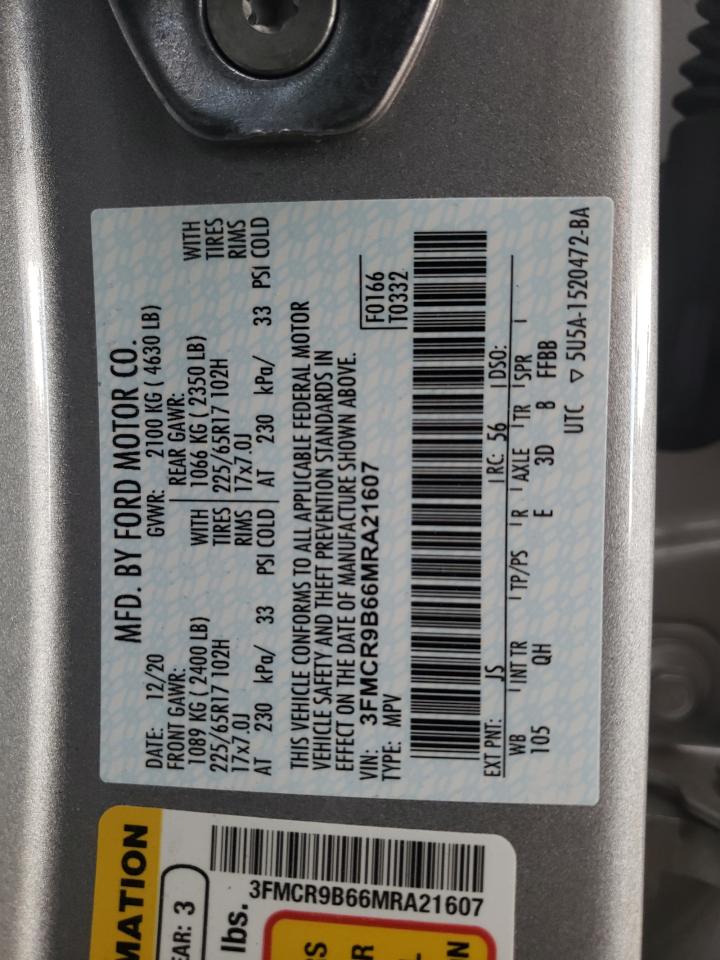 MFD. BY FORD MOTOR CO.
DATE: 12/20 GVWR: 2100 KG ( 4630 LB)
FRONT GAWR: REAR GAWR:
1089 KG ( 2400 LB) WITH 1066 KG ( 2350 LB) WITH
225/65R17 102H TIRES 225/65R17 102H TIRES
17x7.0J RIMS 17x7.0J RIMS
AT 230 kPa/ 33 PSI COLD AT 230 kPa/ 33 PSI COLD
THIS VEHICLE CONFORMS TO ALL APPLICABLE FEDERAL MOTOR
VEHICLE SAFETY AND THEFT PREVENTION STANDARDS IN
EFFECT ON THE DATE OF MANUFACTURE SHOWN ABOVE.
VIN: 3FMCR9B66MRA21607 F0166
TYPE: MPV T0332
EXT PNT: JS RC: 56 DSO:
WB INT TR TP/PS R AXLE TR SPR
105 QH E 3D B FFBB
UTC ▽ 5U5A-1520472-BA
MATION
EAR: 3
lbs.
3FMCR9B66MRA21607